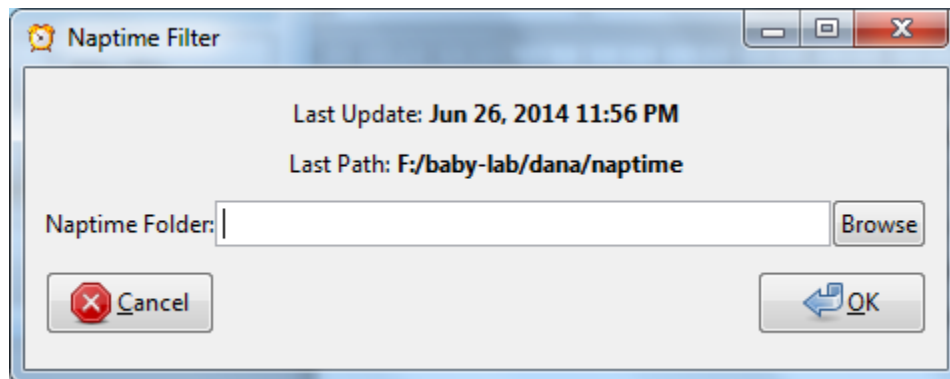 Naptime Filter
Last Update: Jun 26, 2014 11:56 PM
Last Path: F:/baby-lab/dana/naptime
Naptime Folder: Browse
Cancel OK